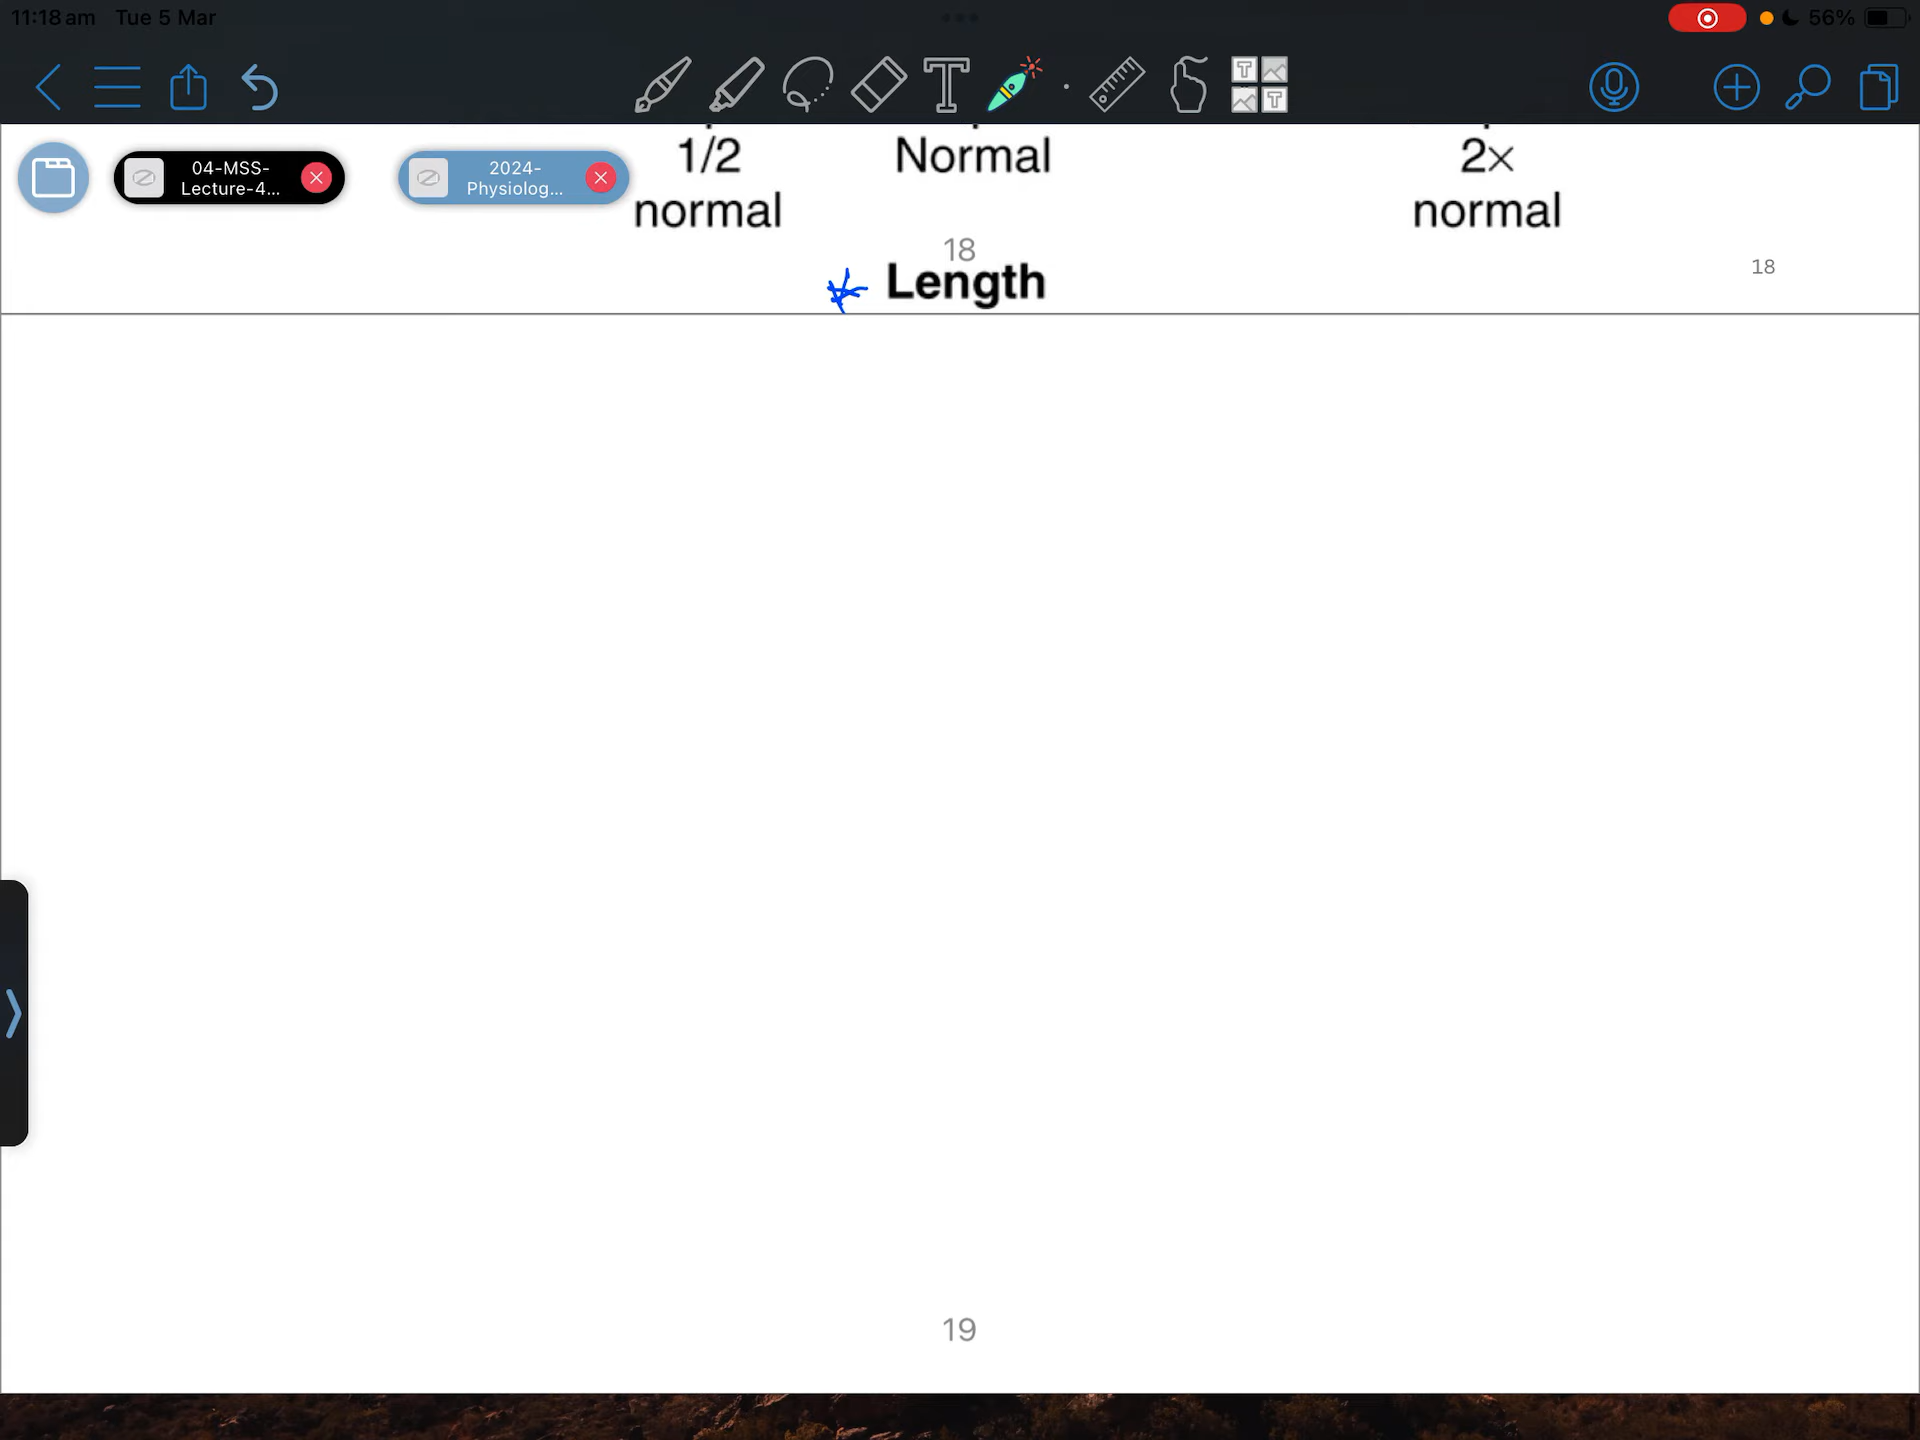 11:18 am Tue 5 Mar
56%
04-MSS-
Lecture-4...
2024-
Physiolog...
1/2
normal
Normal
2×
normal
18
Length
18
19